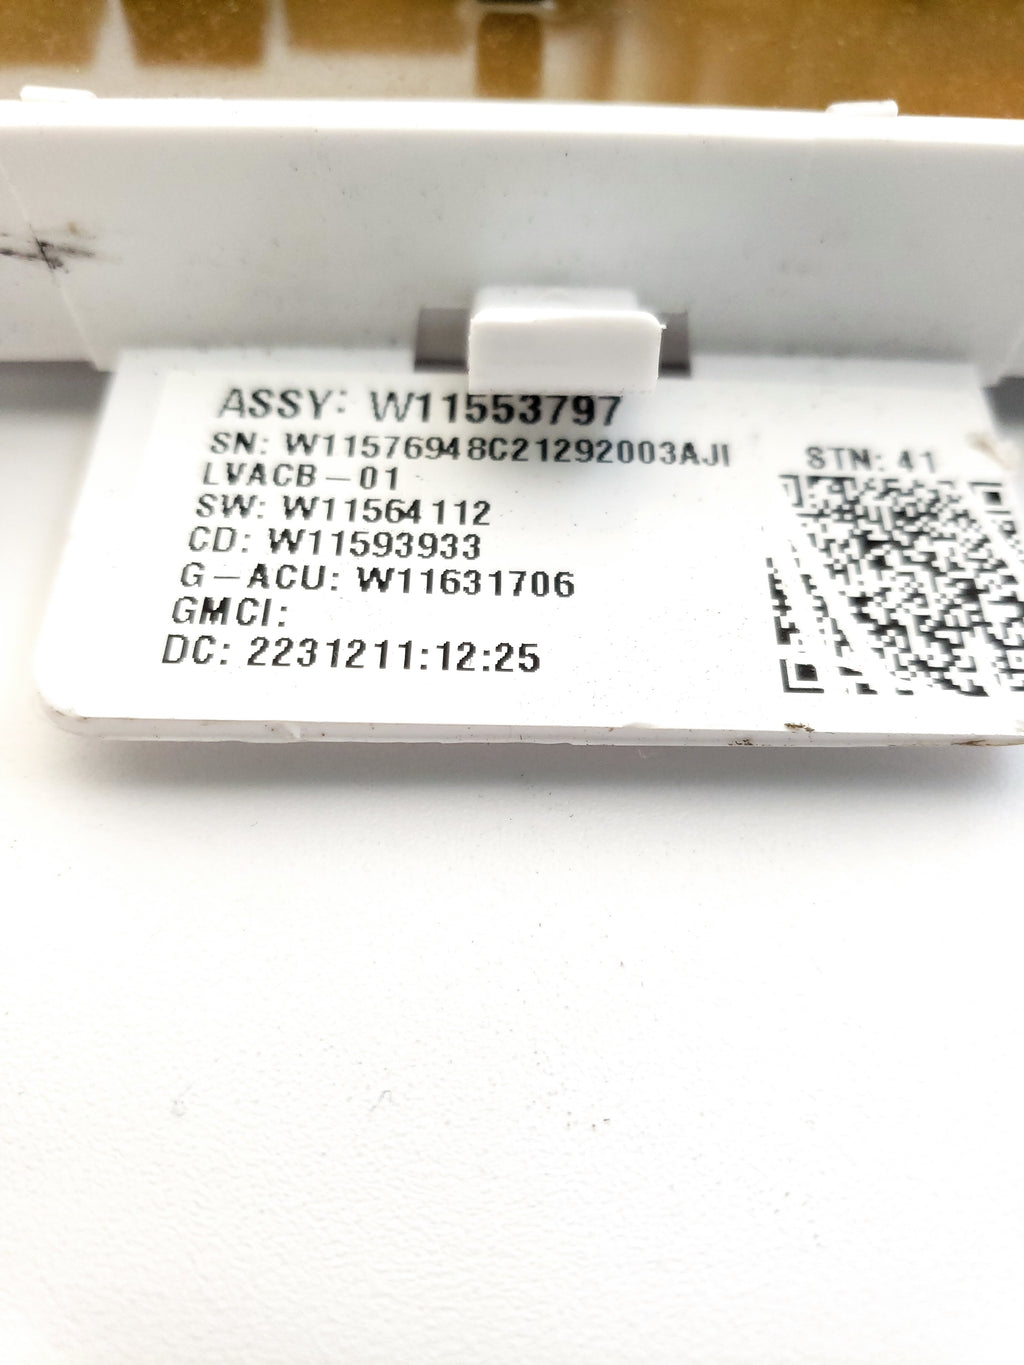 ASSY: W11553797
SN: W11576948C21292003AJI
STN: 41
LVACB-01
SW: W11564112
CD: W11593933
G-ACU: W11631706
GMCI:
DC: 2231211:12:25